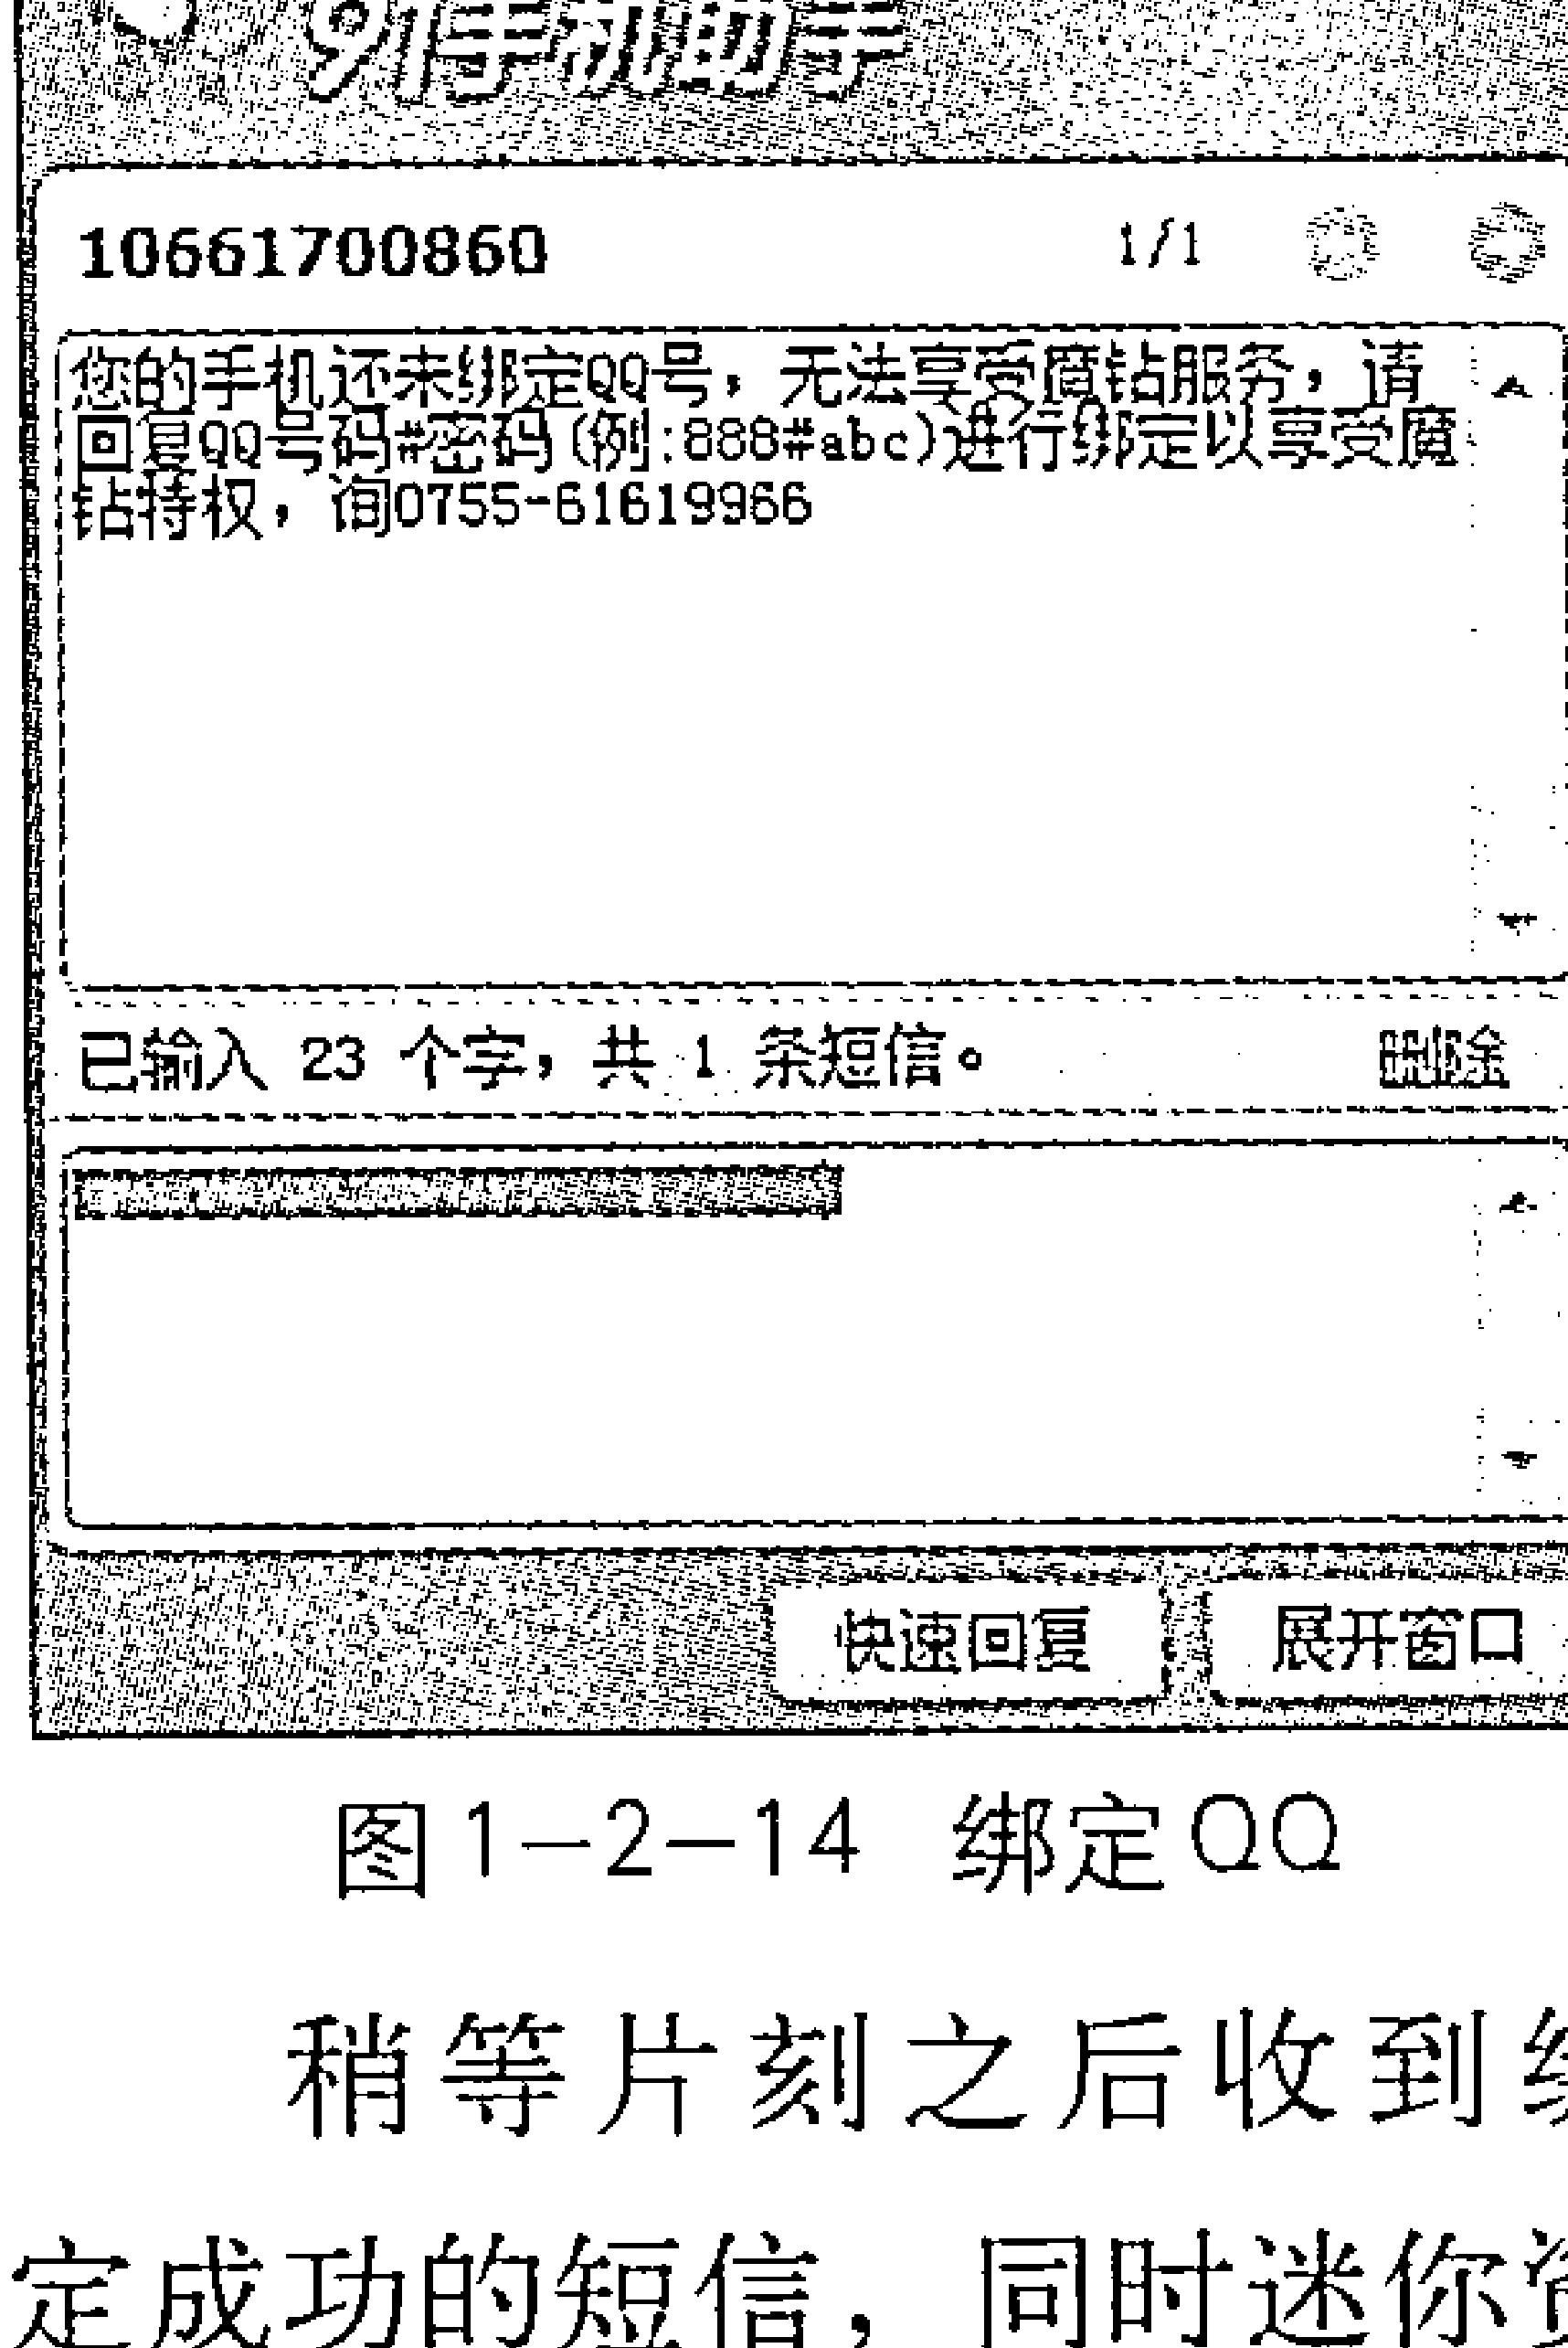 91手机助手
10661700860 1/1
您的手机还未绑定QQ号，无法享受魔钻服务，请
回复QQ号码#密码(例:888#abc)进行绑定以享受魔
钻特权，询0755-61619966
已输入 23 个字，共 1 条短信。 删除
快速回复 展开窗口
图1-2-14 绑定QQ
稍等片刻之后收到绑
定成功的短信，同时迷你资